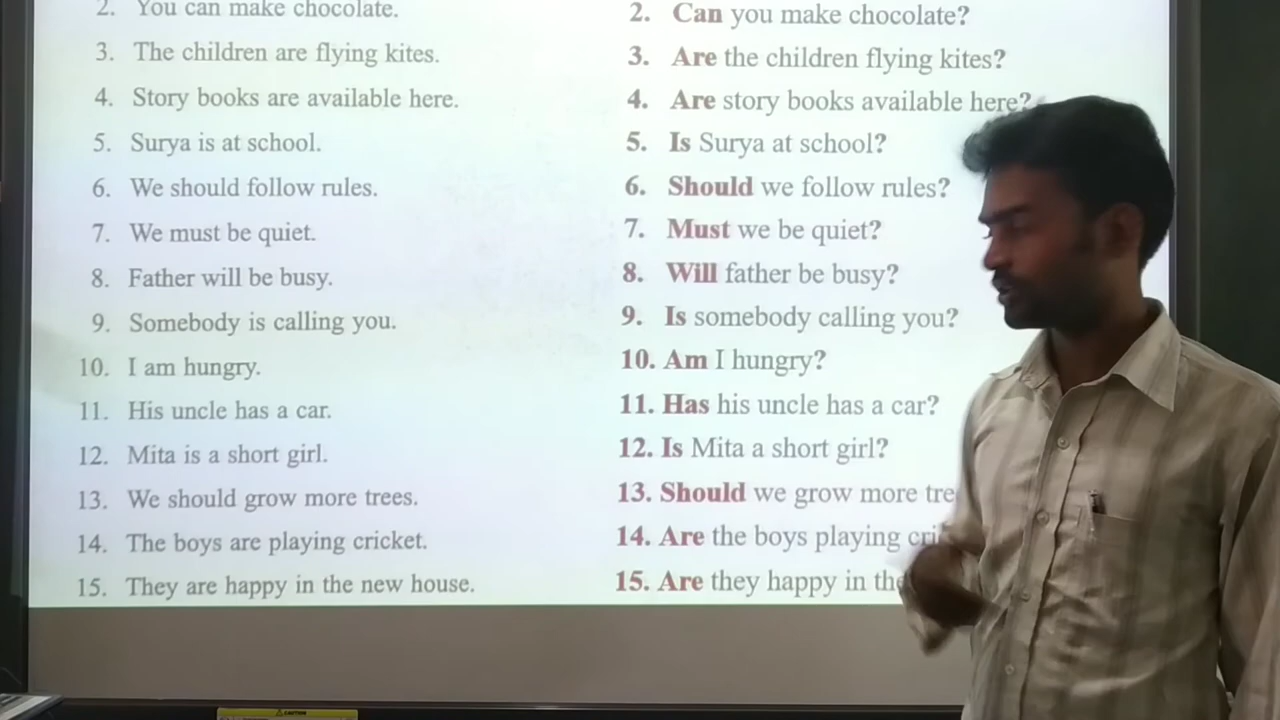 2. You can make chocolate.
3. The children are flying kites.
4. Story books are available here.
5. Surya is at school.
6. We should follow rules.
7. We must be quiet.
8. Father will be busy.
9. Somebody is calling you.
10. I am hungry.
11. His uncle has a car.
12. Mita is a short girl.
13. We should grow more trees.
14. The boys are playing cricket.
15. They are happy in the new house.
2. Can you make chocolate?
3. Are the children flying kites?
4. Are story books available here?
5. Is Surya at school?
6. Should we follow rules?
7. Must we be quiet?
8. Will father be busy?
9. Is somebody calling you?
10. Am I hungry?
11. Has his uncle has a car?
12. Is Mita a short girl?
13. Should we grow more tre
14. Are the boys playing cri
15. Are they happy in the
CAUTION